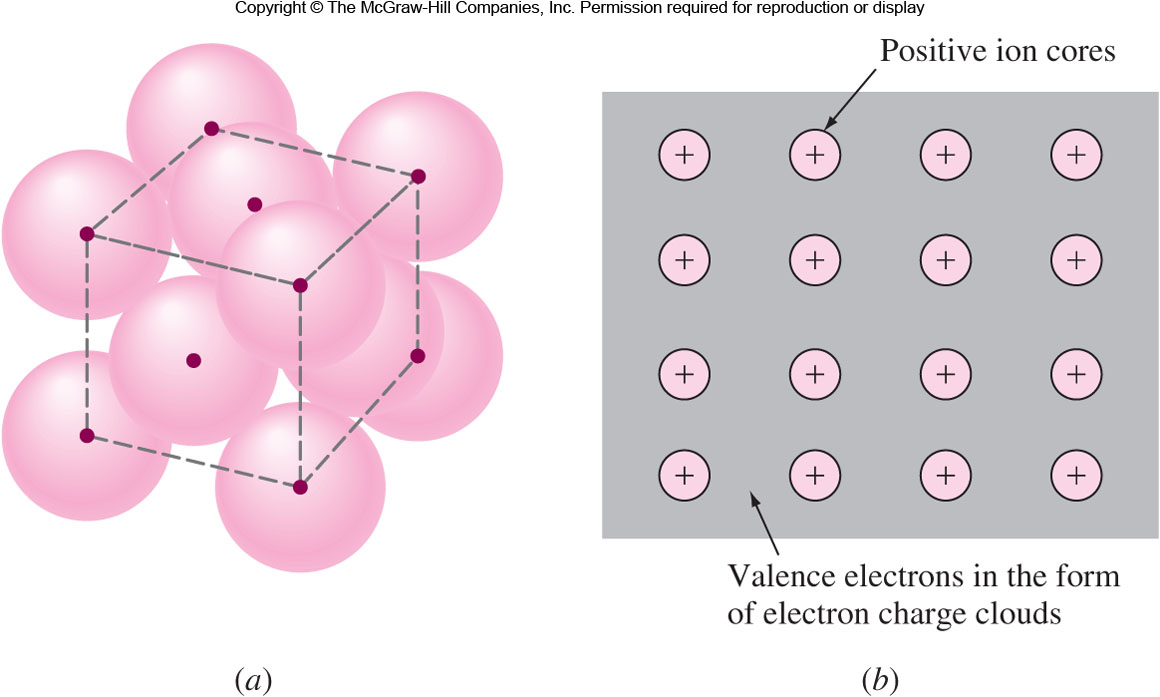 Copyright © The McGraw-Hill Companies, Inc. Permission required for reproduction or display
Positive ion cores
+ + + +
+ + + +
+ + + +
+ + + +
Valence electrons in the form
of electron charge clouds
(a) (b)